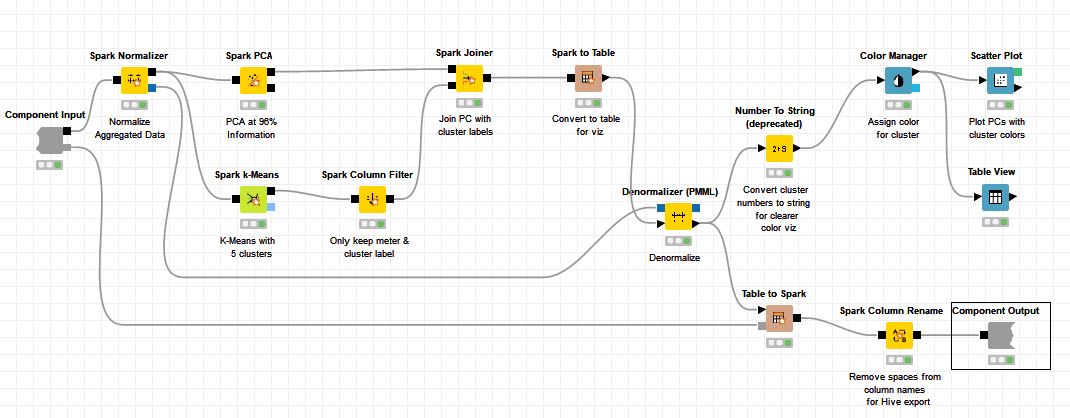 Spark Normalizer
Normalize
Aggregated Data
Spark PCA
PCA at 96%
Information
Spark Joiner
Join PC with
cluster labels
Spark to Table
Convert to table
for viz
Color Manager
Assign color
for cluster
Scatter Plot
Plot PCs with
cluster colors
Component Input
Number To String
(deprecated)
2→S
Convert cluster
numbers to string
for clearer
color viz
Spark k-Means
K-Means with
5 clusters
Spark Column Filter
Only keep meter &
cluster label
Denormalizer (PMML)
Denormalize
Table View
Table to Spark
Spark Column Rename
Remove spaces from
column names
for Hive export
Component Output